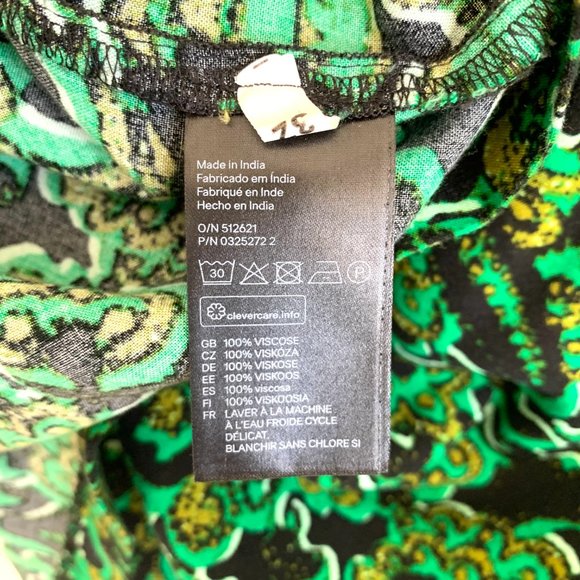 Made in India
Fabricado em Índia
Fabriqué en Inde
Hecho en India
O/N 512621
P/N 0325272 2
30 P
clevercare.info
GB 100% VISCOSE
CZ 100% VISKÓZA
DE 100% VISKOSE
EE 100% VISKOOS
ES 100% viscosa
FI 100% VISKOOSIA
FR LAVER À LA MACHINE
À L'EAU FROIDE CYCLE
DÉLICAT.
BLANCHIR SANS CHLORE SI